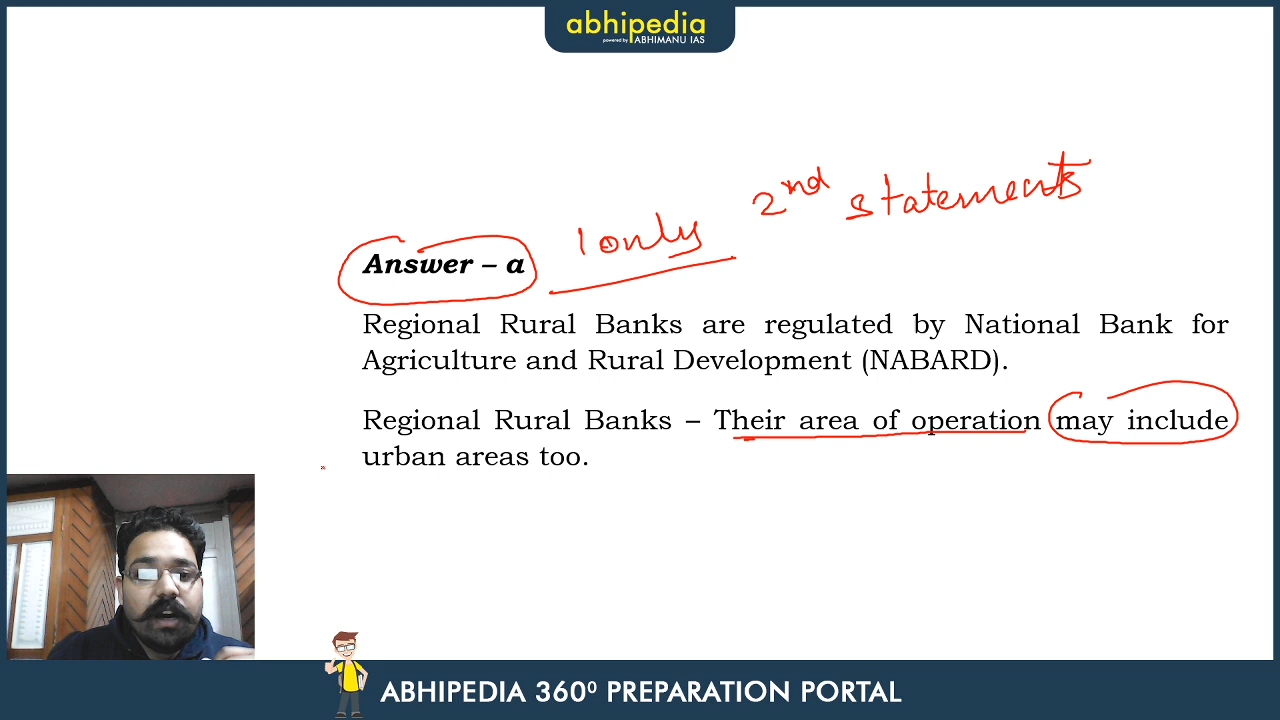 abhipedia
powered by ABHIMANU IAS
2nd statements
1 only
Answer – a
Regional Rural Banks are regulated by National Bank for
Agriculture and Rural Development (NABARD).
Regional Rural Banks – Their area of operation may include
urban areas too.
ABHIPEDIA 360⁰ PREPARATION PORTAL